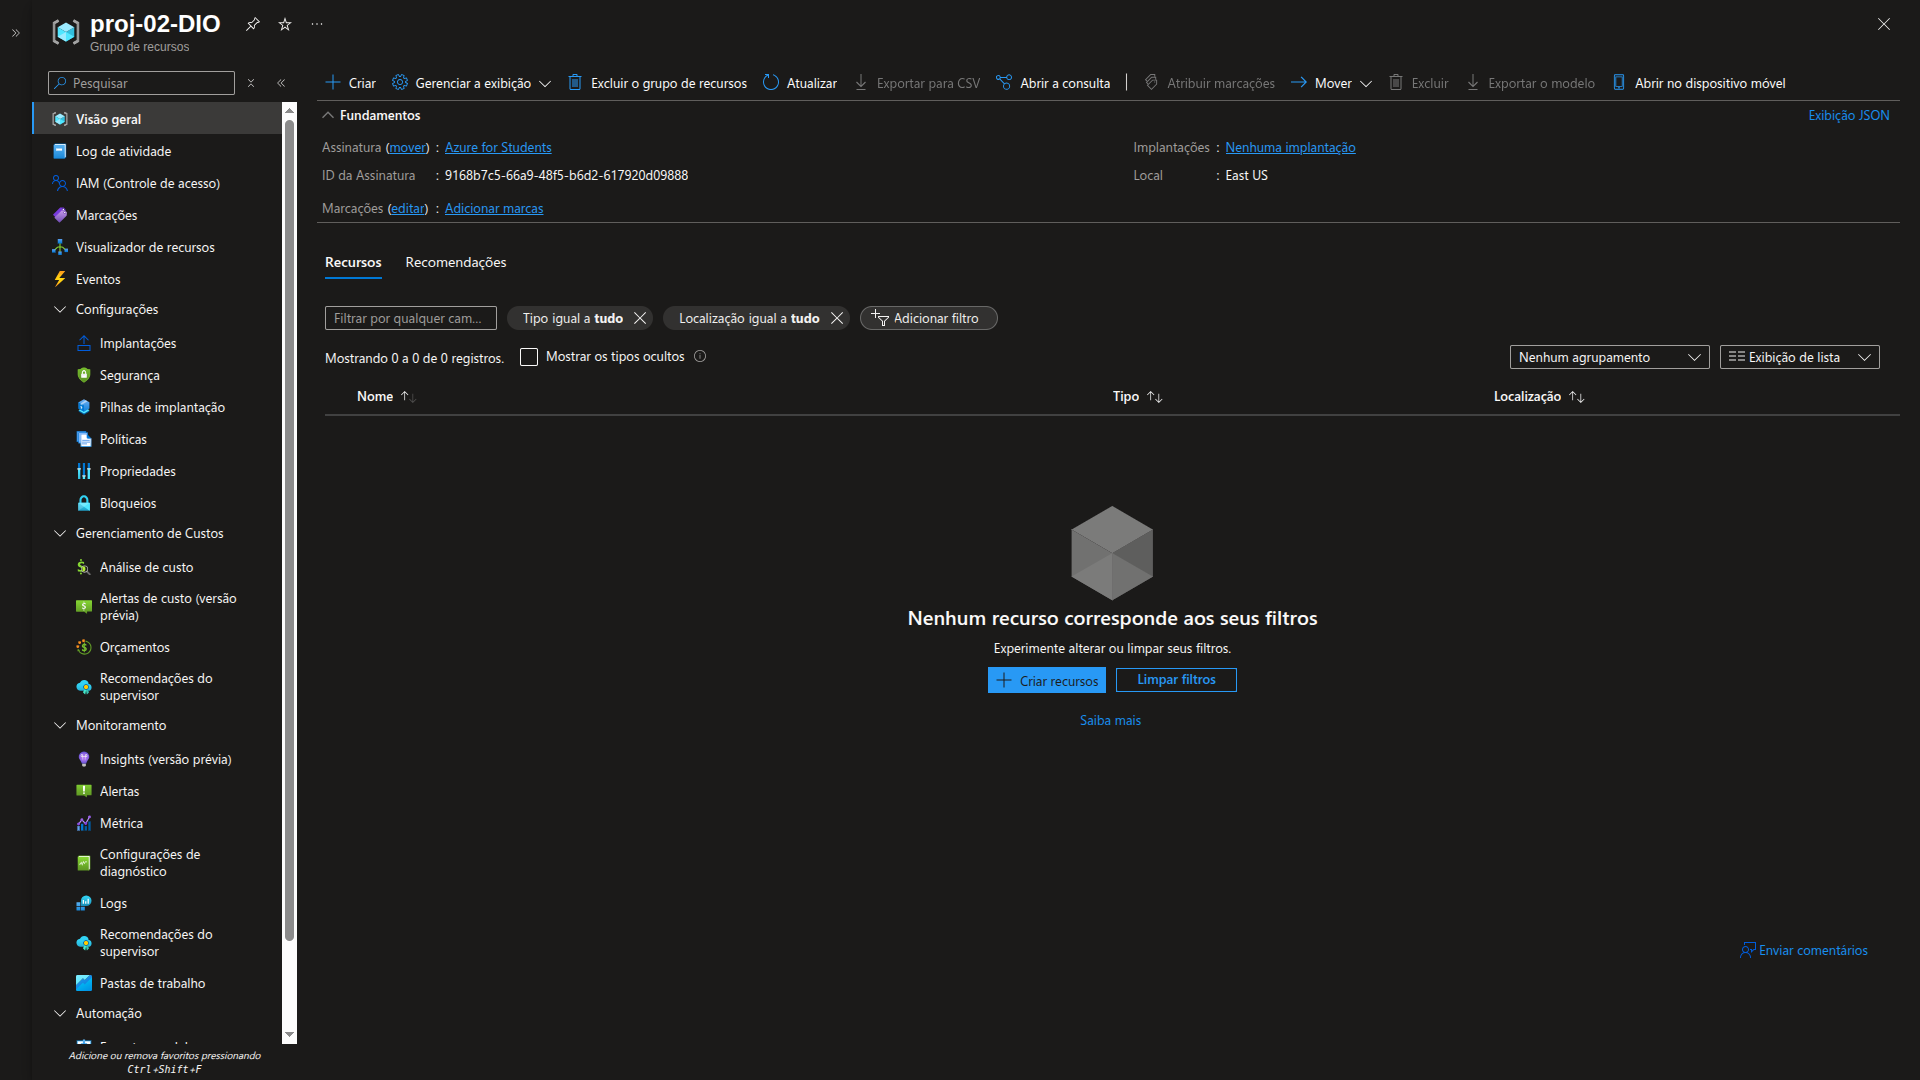 proj-02-DIO
Grupo de recursos
Pesquisar
Criar
Gerenciar a exibição
Excluir o grupo de recursos
Atualizar
Exportar para CSV
Abrir a consulta
Atribuir marcações
Mover
Excluir
Exportar o modelo
Abrir no dispositivo móvel
Visão geral
Log de atividade
IAM (Controle de acesso)
Marcações
Visualizador de recursos
Eventos
Configurações
Implantações
Segurança
Pilhas de implantação
Políticas
Propriedades
Bloqueios
Gerenciamento de Custos
Análise de custo
Alertas de custo (versão
prévia)
Orçamentos
Recomendações do
supervisor
Monitoramento
Insights (versão prévia)
Alertas
Métrica
Configurações de
diagnóstico
Logs
Recomendações do
supervisor
Pastas de trabalho
Automação
Adicione ou remova favoritos pressionando
Ctrl+Shift+F
Fundamentos
Exibição JSON
Assinatura (mover) : Azure for Students
ID da Assinatura : 9168b7c5-66a9-48f5-b6d2-617920d09888
Marcações (editar) : Adicionar marcas
Implantações : Nenhuma implantação
Local : East US
Recursos
Recomendações
Filtrar por qualquer cam...
Tipo igual a tudo
Localização igual a tudo
Adicionar filtro
Mostrando 0 a 0 de 0 registros.
Mostrar os tipos ocultos
Nenhum agrupamento
Exibição de lista
Nome
Tipo
Localização
Nenhum recurso corresponde aos seus filtros
Experimente alterar ou limpar seus filtros.
Criar recursos
Limpar filtros
Saiba mais
Enviar comentários